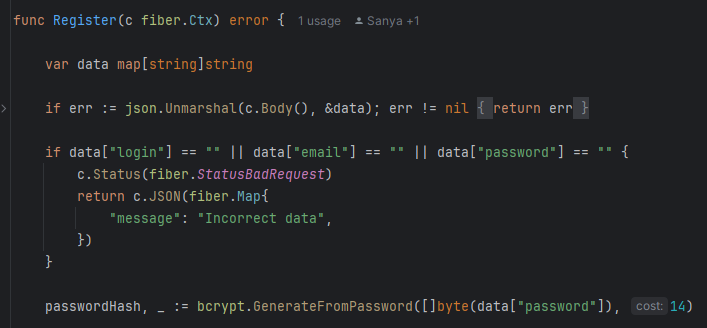 func Register(c fiber.Ctx) error { 1 usage Sanya +1
var data map[string]string
if err := json.Unmarshal(c.Body(), &data); err != nil { return err }
if data["login"] == "" || data["email"] == "" || data["password"] == "" {
c.Status(fiber.StatusBadRequest)
return c.JSON(fiber.Map{
"message": "Incorrect data",
})
}
passwordHash, _ := bcrypt.GenerateFromPassword([]byte(data["password"]), cost: 14)